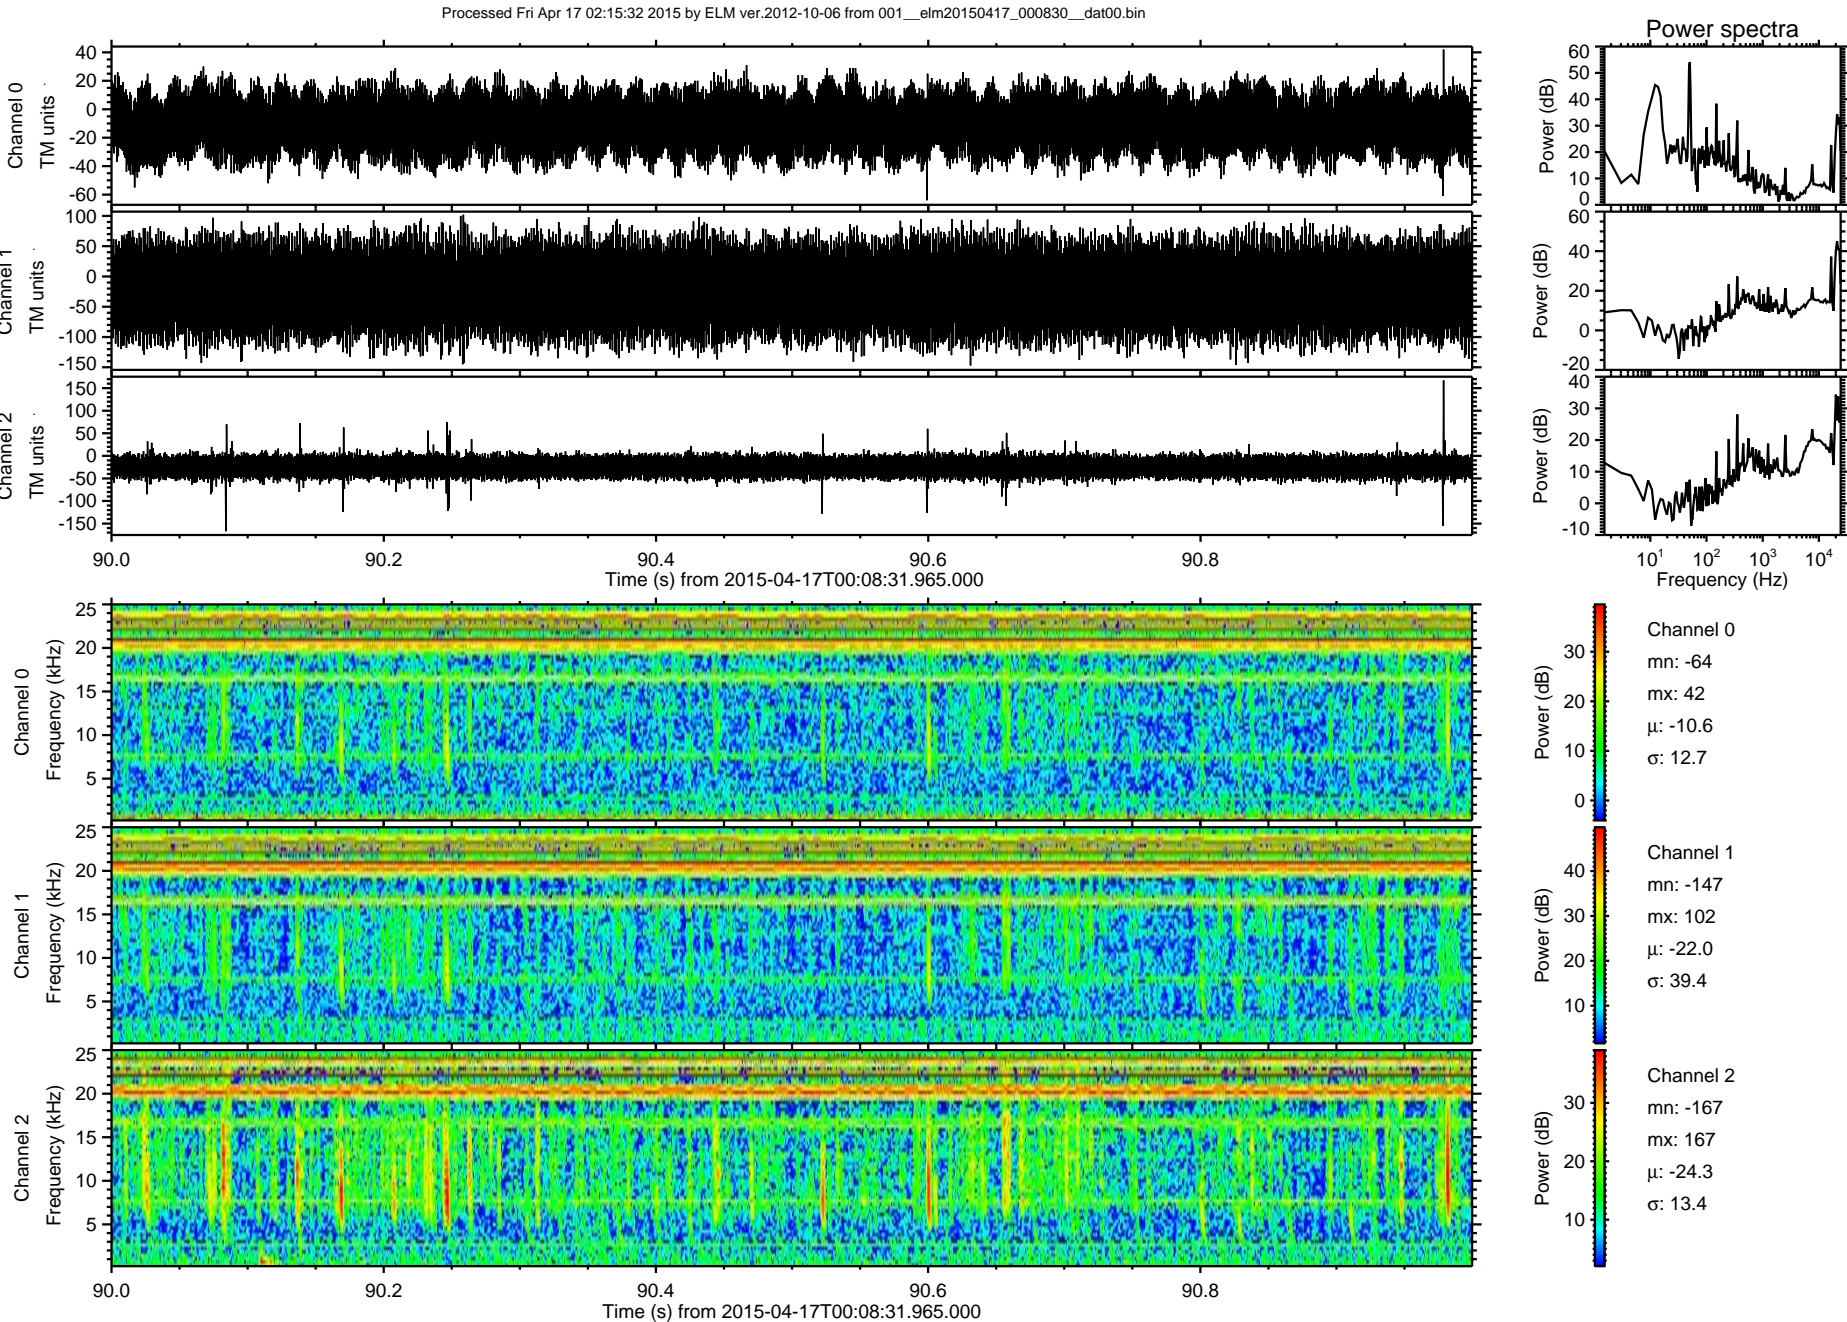 Processed Fri Apr 17 02:15:32 2015 by ELM ver.2012-10-06 from 001__elm20150417_000830__dat00.bin
Power spectra
Channel 0
TM units
40
20
0
-20
-40
-60
Power (dB)
60
50
40
30
20
10
0
Channel 1
TM units
100
50
0
-50
-100
-150
Power (dB)
60
40
20
0
-20
Channel 2
TM units
150
100
50
0
-50
-100
-150
Power (dB)
40
30
20
10
0
-10
90.0 90.2 90.4 90.6 90.8
Time (s) from 2015-04-17T00:08:31.965.000
10^1 10^2 10^3 10^4
Frequency (Hz)
Channel 0
Frequency (kHz)
25
20
15
10
5
Power (dB)
30
20
10
0
Channel 0
mn: -64
mx: 42
μ: -10.6
σ: 12.7
Channel 1
Frequency (kHz)
25
20
15
10
5
Power (dB)
40
30
20
10
Channel 1
mn: -147
mx: 102
μ: -22.0
σ: 39.4
Channel 2
Frequency (kHz)
25
20
15
10
5
Power (dB)
30
20
10
Channel 2
mn: -167
mx: 167
μ: -24.3
σ: 13.4
90.0 90.2 90.4 90.6 90.8
Time (s) from 2015-04-17T00:08:31.965.000